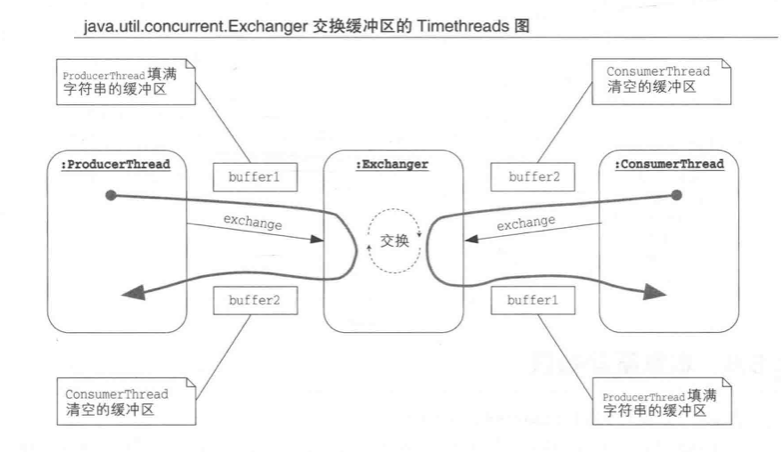 java.util.concurrent.Exchanger 交换缓冲区的 Timethreads 图
ProducerThread 填满
字符串的缓冲区
ConsumerThread
清空的缓冲区
:ProducerThread
:Exchanger
:ConsumerThread
buffer1
buffer2
exchange
交换
exchange
buffer2
buffer1
ConsumerThread
清空的缓冲区
ProducerThread 填满
字符串的缓冲区